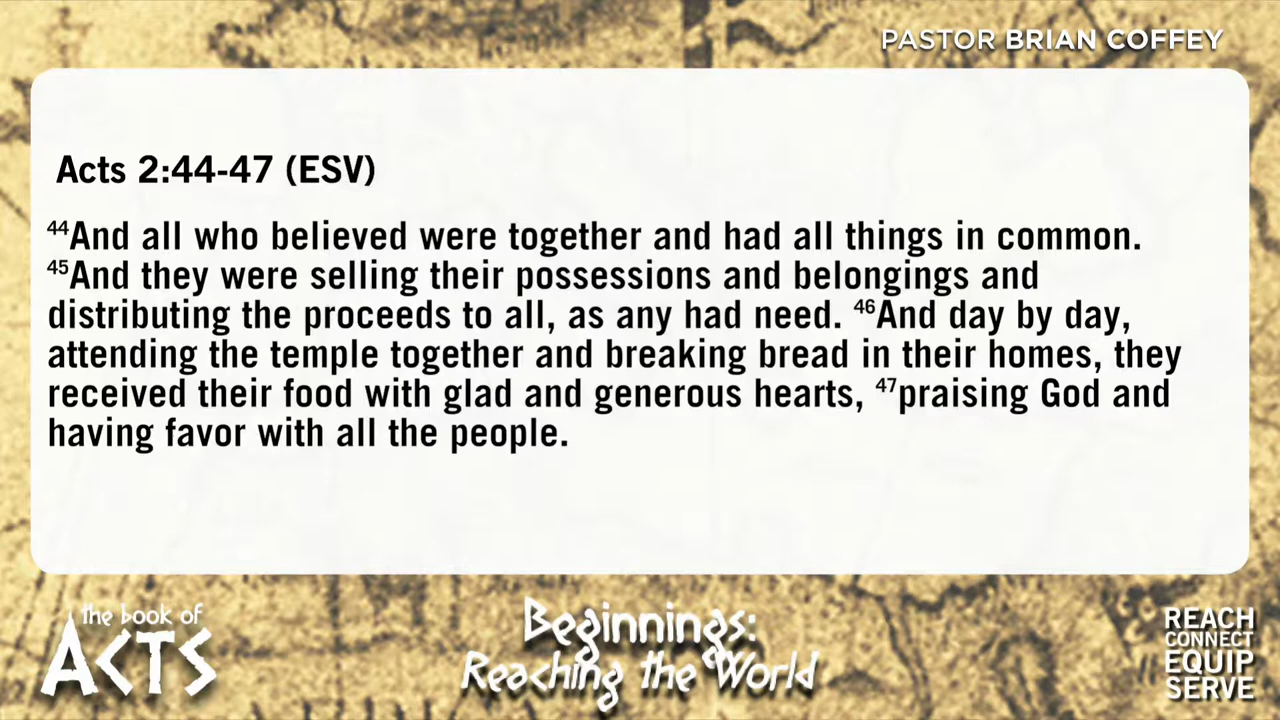 PASTOR BRIAN COFFEY
Acts 2:44-47 (ESV)
44And all who believed were together and had all things in common.
45And they were selling their possessions and belongings and
distributing the proceeds to all, as any had need. 46And day by day,
attending the temple together and breaking bread in their homes, they
received their food with glad and generous hearts, 47praising God and
having favor with all the people.
the book of
ACTS
Beginnings:
Reaching the World
REACH
CONNECT
EQUIP
SERVE